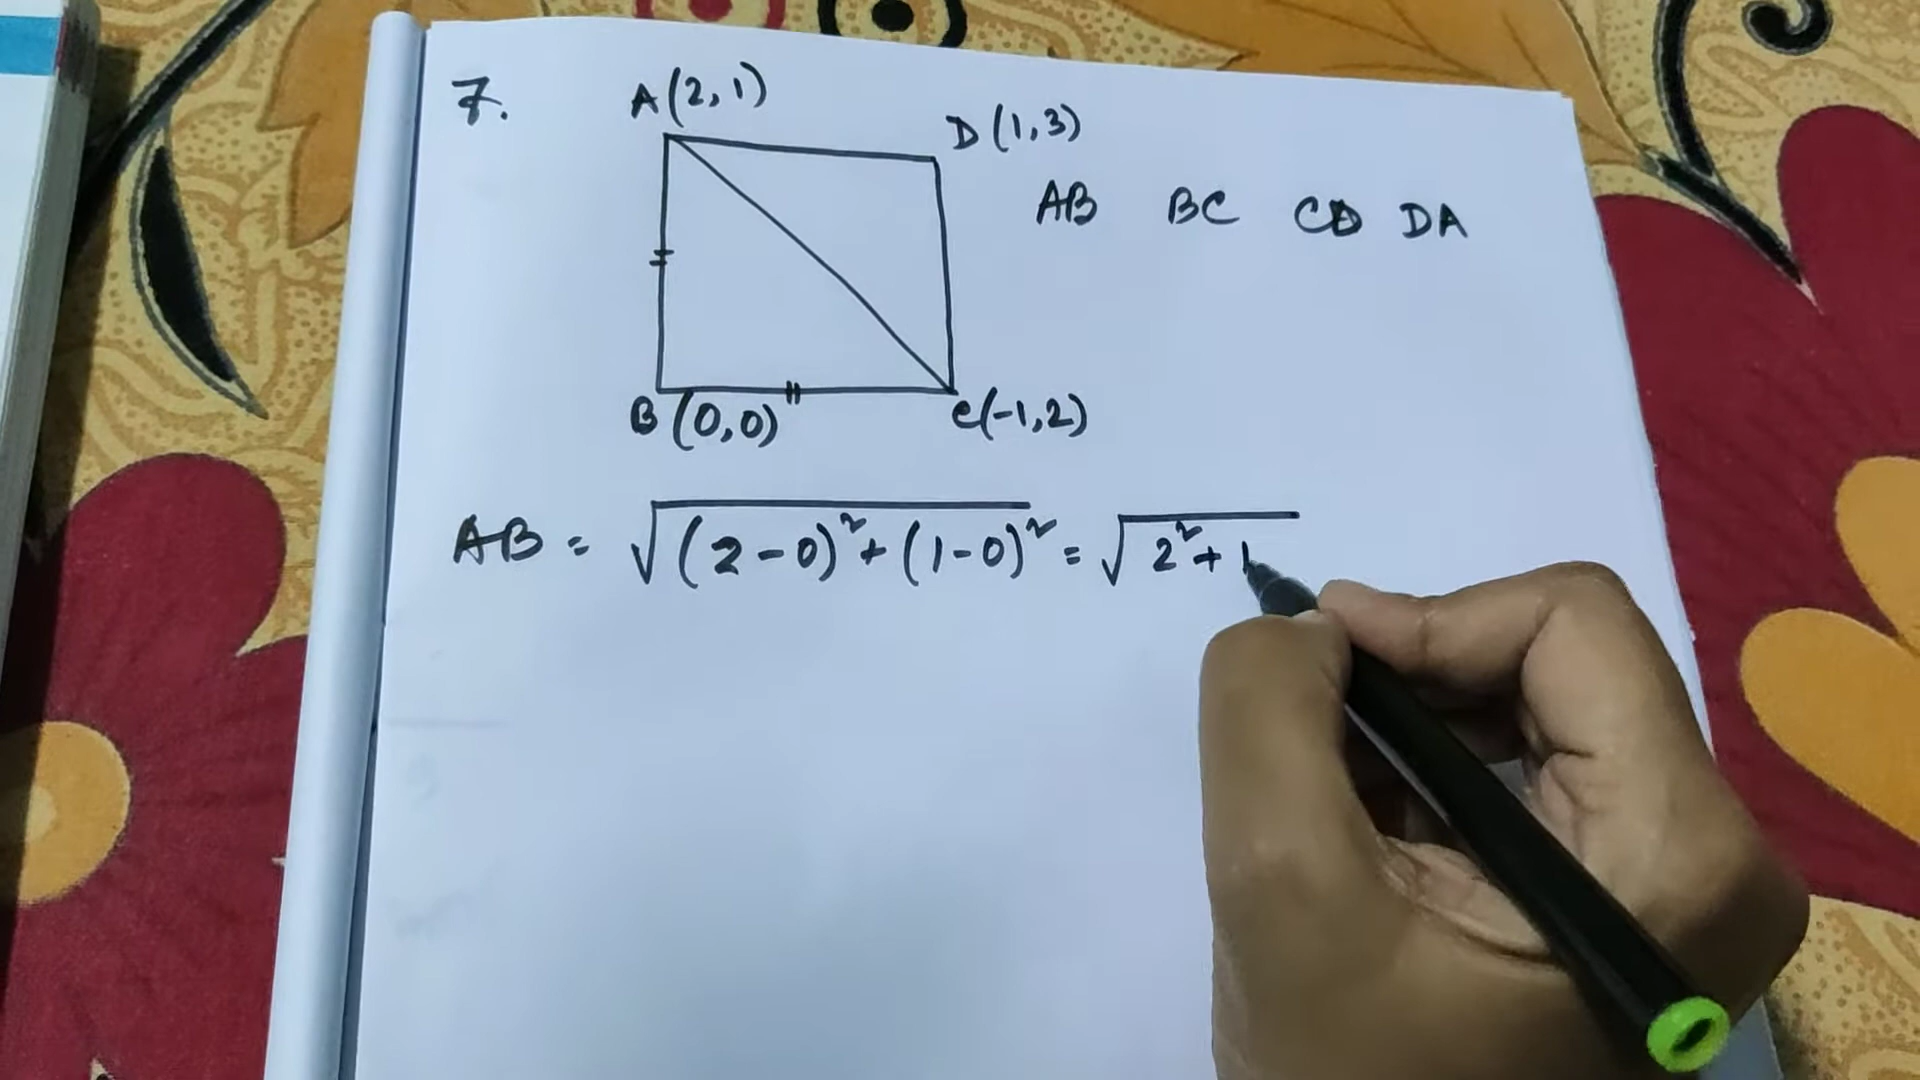 7.
A(2,1)
D(1,3)
AB BC CD DA
B(0,0)
C(-1,2)
AB = √(2-0)²+(1-0)² = √2²+1